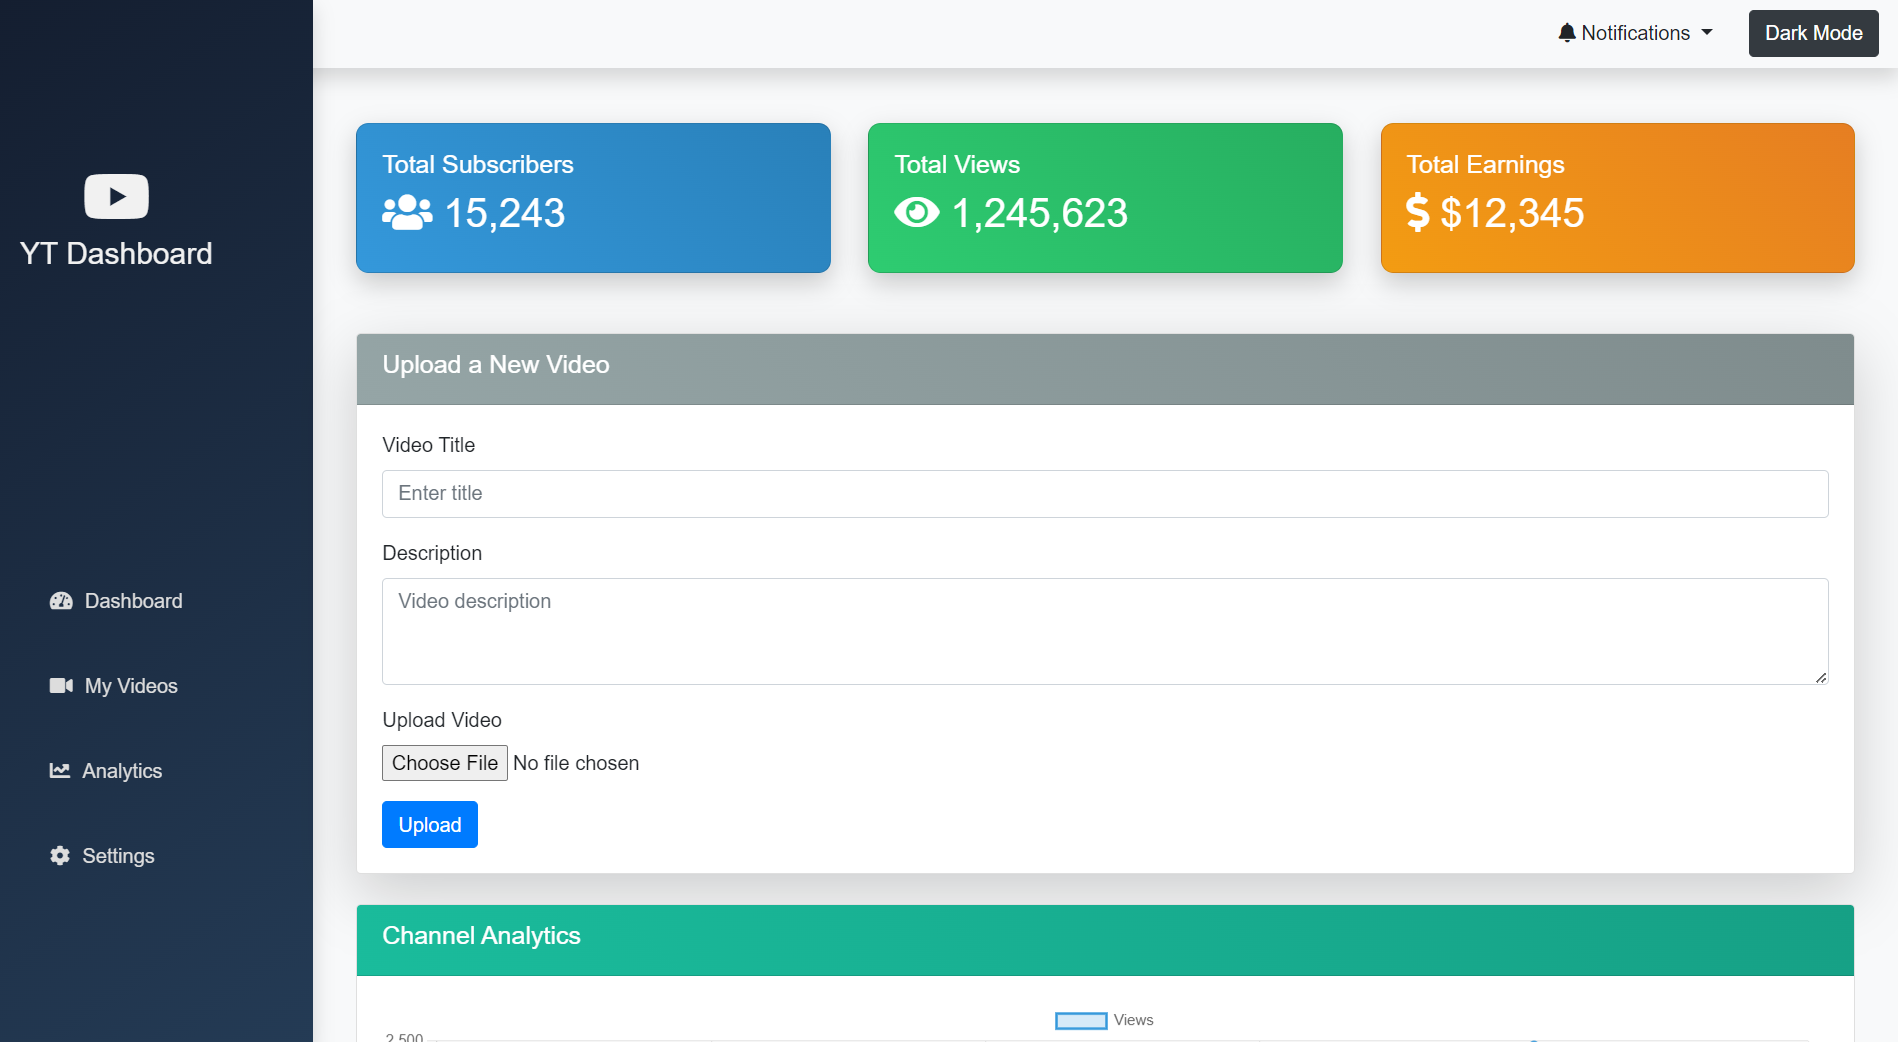 Notifications
Dark Mode
YT Dashboard
Dashboard
My Videos
Analytics
Settings
Total Subscribers
15,243
Total Views
1,245,623
Total Earnings
$ $12,345
Upload a New Video
Video Title
Enter title
Description
Video description
Upload Video
Choose File No file chosen
Upload
Channel Analytics
Views
2,500